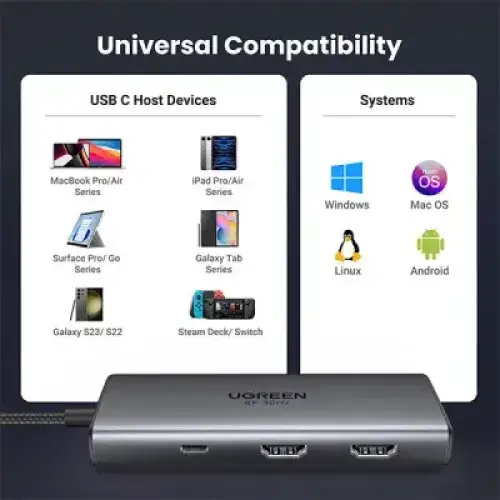 Universal Compatibility
USB C Host Devices
MacBook Pro/Air
Series
iPad Pro/Air
Series
Surface Pro/ Go
Series
Galaxy Tab
Series
Galaxy S23/ S22
Steam Deck/ Switch
Systems
Windows
OS
Mac OS
Linux
Android
UGREEN